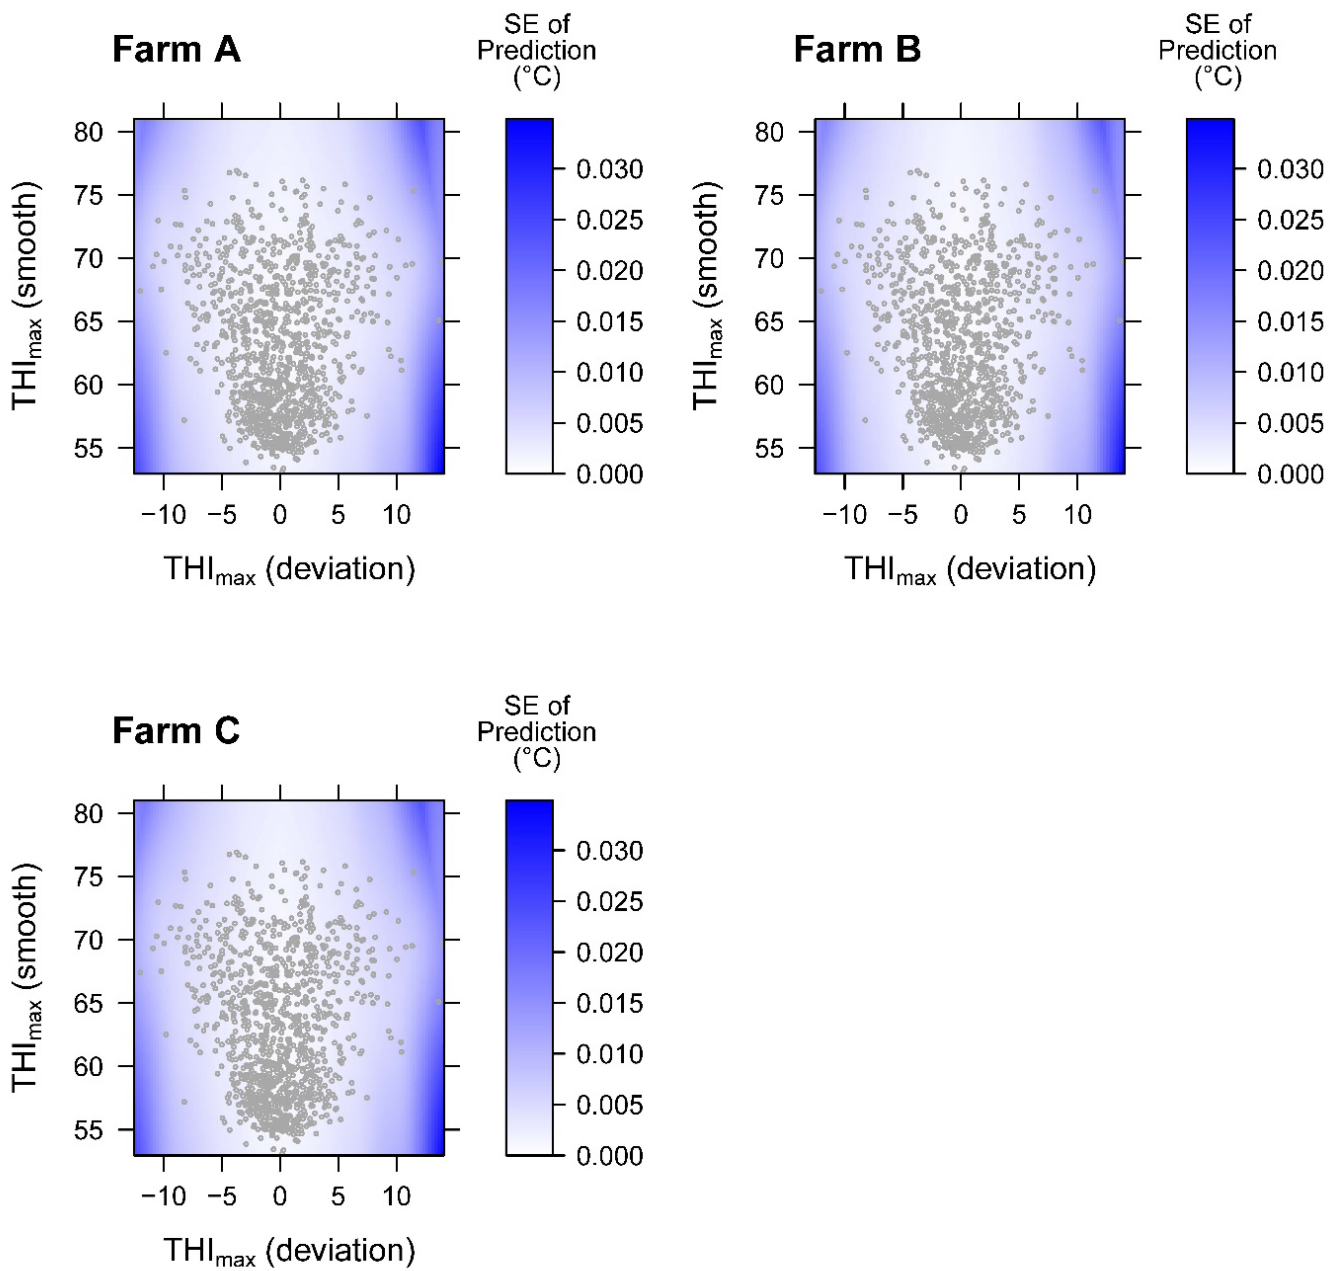 Farm A
SE of
Prediction
(°C)
80
75
70
65
60
55
THImax (smooth)
−10 −5 0 5 10
THImax (deviation)
0.030
0.025
0.020
0.015
0.010
0.005
0.000
Farm B
SE of
Prediction
(°C)
80
75
70
65
60
55
THImax (smooth)
−10 −5 0 5 10
THImax (deviation)
0.030
0.025
0.020
0.015
0.010
0.005
0.000
Farm C
SE of
Prediction
(°C)
80
75
70
65
60
55
THImax (smooth)
−10 −5 0 5 10
THImax (deviation)
0.030
0.025
0.020
0.015
0.010
0.005
0.000